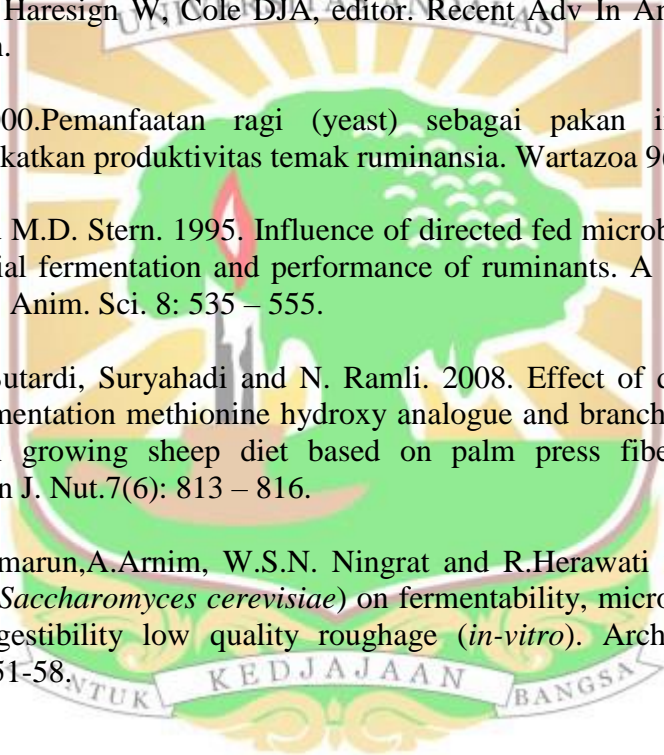 Haresign W, Cole DJA, editor. Recent Adv In An
00.Pemanfaatan ragi (yeast) sebagai pakan i
katkan produktivitas temak ruminansia. Wartazoa 9
M.D. Stern. 1995. Influence of directed fed microb
ial fermentation and performance of ruminants. A
Anim. Sci. 8: 535 – 555.
Sutardi, Suryahadi and N. Ramli. 2008. Effect of
mentation methionine hydroxy analogue and branch
growing sheep diet based on palm press fibe
n J. Nut.7(6): 813 – 816.
marun,A.Arnim, W.S.N. Ningrat and R.Herawati
Saccharomyces cerevisiae) on fermentability, micro
gestibility low quality roughage (in-vitro). Arch
51-58.
NTUK KEDJAJAAN BANGSA